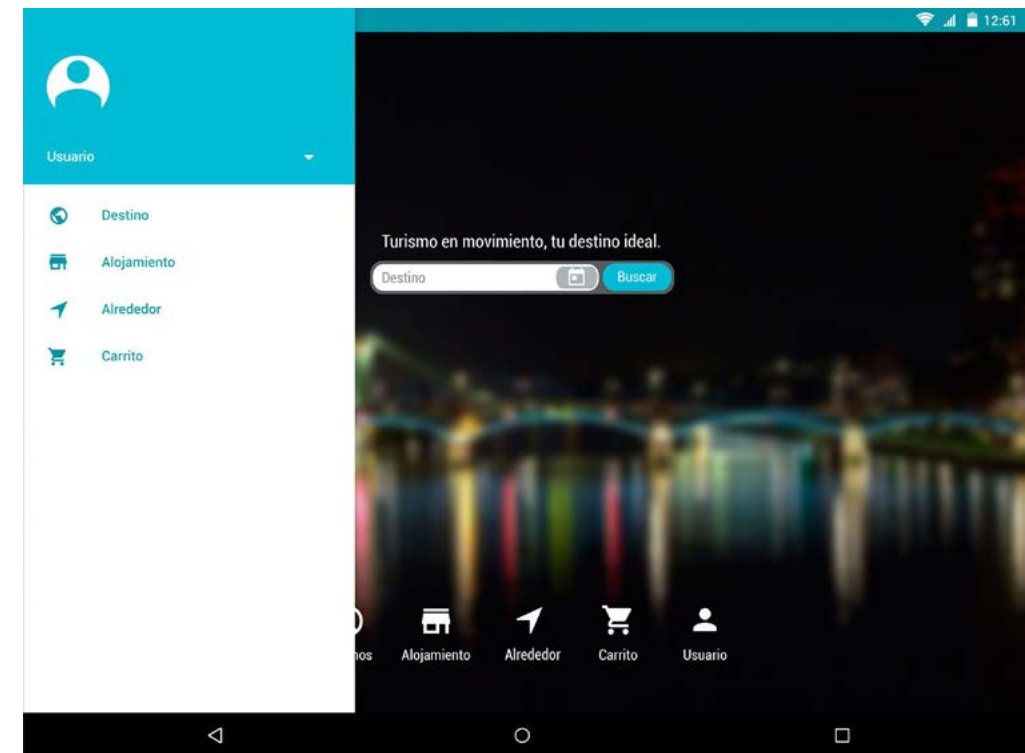 12:61
Usuario
Destino
Alojamiento
Alrededor
Carrito
Turismo en movimiento, tu destino ideal.
Destino
Buscar
nos Alojamiento Alrededor Carrito Usuario